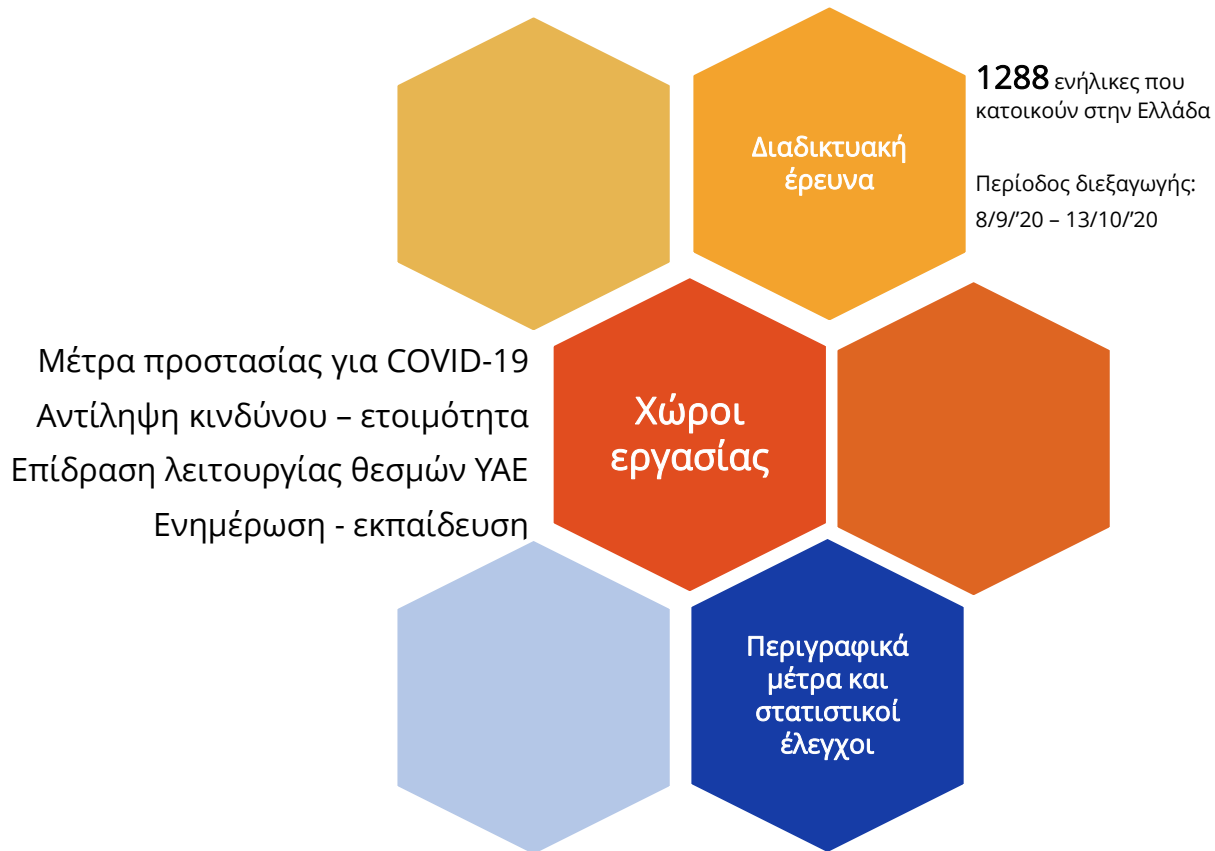 Διαδικτυακή
έρευνα
1288 ενήλικες που
κατοικούν στην Ελλάδα
Περίοδος διεξαγωγής:
8/9/'20 – 13/10/'20
Μέτρα προστασίας για COVID-19
Αντίληψη κινδύνου – ετοιμότητα
Επίδραση λειτουργίας θεσμών ΥΑΕ
Ενημέρωση - εκπαίδευση
Χώροι
εργασίας
Περιγραφικά
μέτρα και
στατιστικοί
έλεγχοι